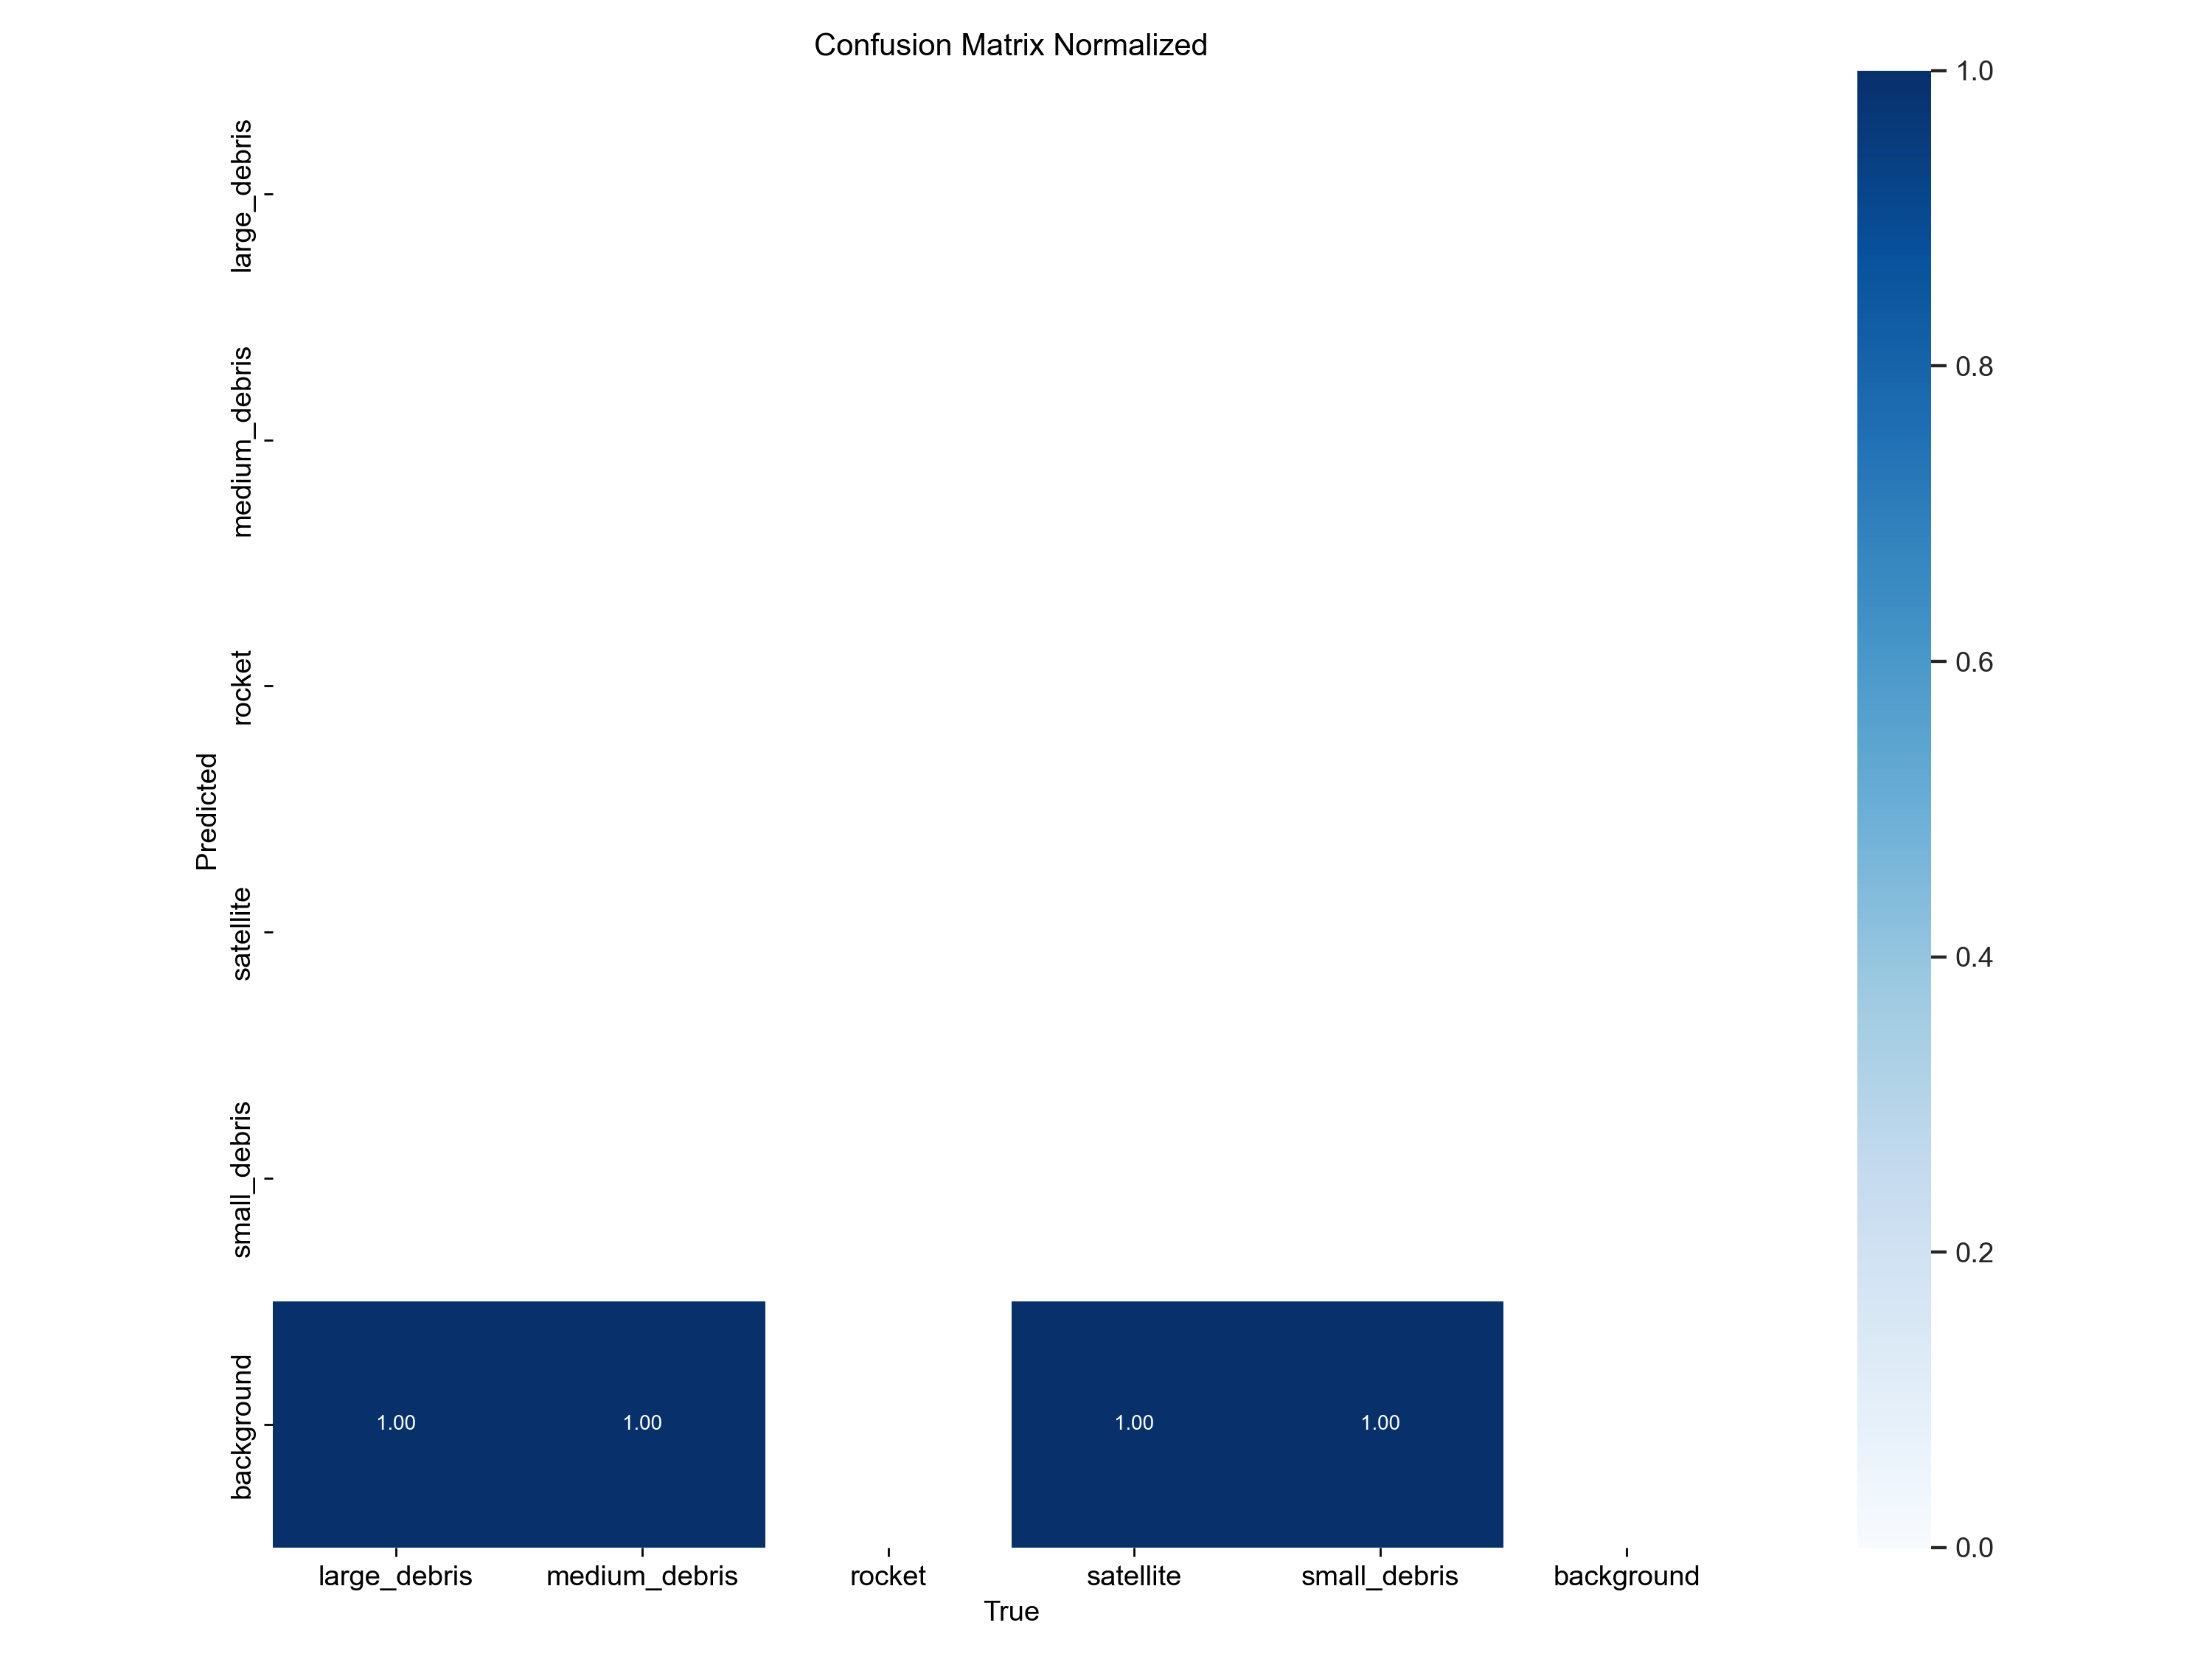 Confusion Matrix Normalized
1.0
0.8
0.6
0.4
0.2
0.0
Predicted
large_debris
medium_debris
rocket
satellite
small_debris
background
1.00 1.00 1.00 1.00
large_debris medium_debris rocket satellite small_debris background
True